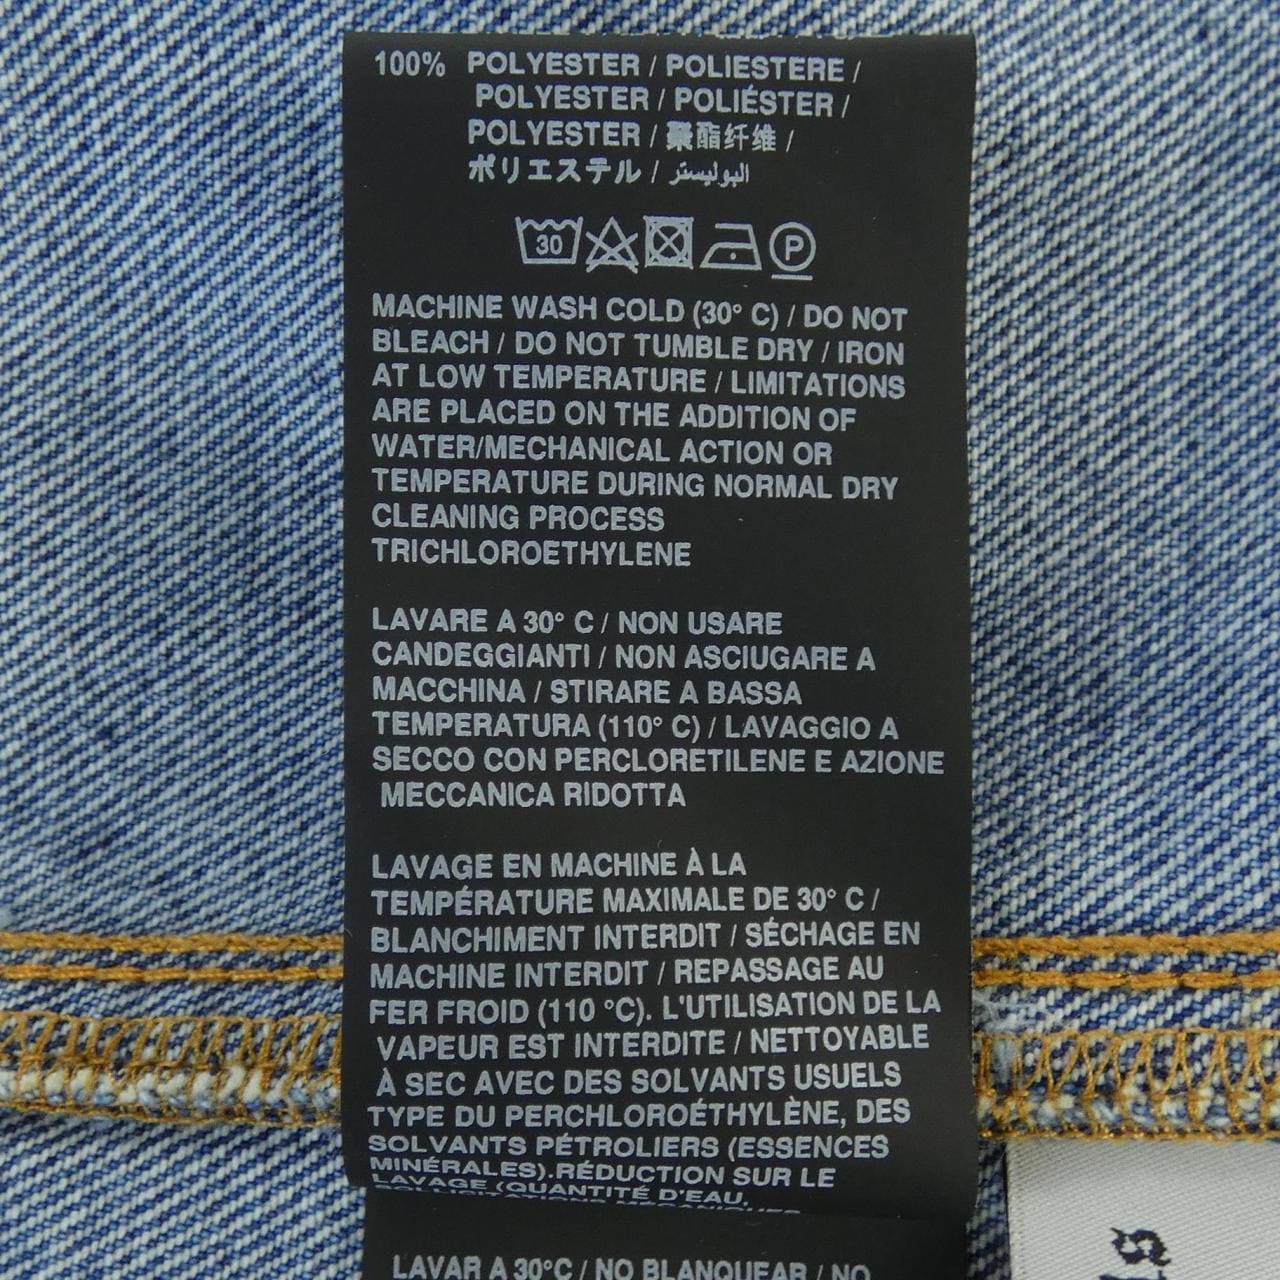 100% POLYESTER / POLIESTERE /
POLYESTER / POLIÉSTER /
POLYESTER / 聚酯纤维 /
ポリエステル / البوليستر
30 P
MACHINE WASH COLD (30° C) / DO NOT
BLEACH / DO NOT TUMBLE DRY / IRON
AT LOW TEMPERATURE / LIMITATIONS
ARE PLACED ON THE ADDITION OF
WATER/MECHANICAL ACTION OR
TEMPERATURE DURING NORMAL DRY
CLEANING PROCESS
TRICHLOROETHYLENE
LAVARE A 30° C / NON USARE
CANDEGGIANTI / NON ASCIUGARE A
MACCHINA / STIRARE A BASSA
TEMPERATURA (110° C) / LAVAGGIO A
SECCO CON PERCLORETILENE E AZIONE
MECCANICA RIDOTTA
LAVAGE EN MACHINE À LA
TEMPÉRATURE MAXIMALE DE 30° C /
BLANCHIMENT INTERDIT / SÉCHAGE EN
MACHINE INTERDIT / REPASSAGE AU
FER FROID (110 °C). L'UTILISATION DE LA
VAPEUR EST INTERDITE / NETTOYABLE
À SEC AVEC DES SOLVANTS USUELS
TYPE DU PERCHLOROÉTHYLÈNE, DES
SOLVANTS PÉTROLIERS (ESSENCES
MINÉRALES).RÉDUCTION SUR LE
LAVAGE (QUANTITÉ D'EAU,
LAVAR A 30°C / NO BLANQUEAR / NO